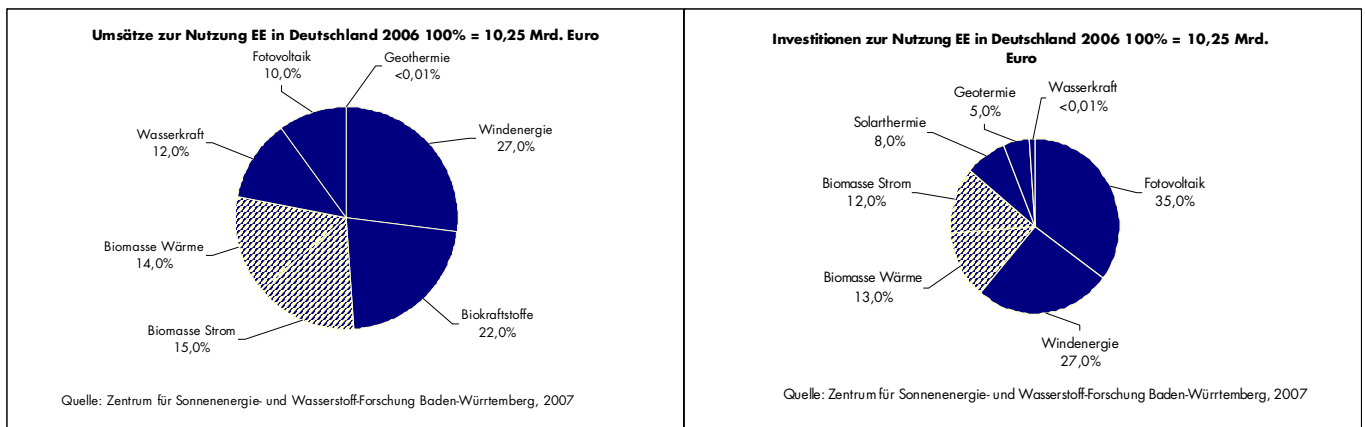 Umsätze zur Nutzung EE in Deutschland 2006 100% = 10,25 Mrd. Euro
Fotovoltaik
10,0%
Geothermie
<0,01%
Wasserkraft
12,0%
Windenergie
27,0%
Biomasse Wärme
14,0%
Biomasse Strom
15,0%
Biokraftstoffe
22,0%
Quelle: Zentrum für Sonnenenergie- und Wasserstoff-Forschung Baden-Würrtemberg, 2007
Investitionen zur Nutzung EE in Deutschland 2006 100% = 10,25 Mrd.
Euro
Geotermie
5,0%
Wasserkraft
<0,01%
Solarthermie
8,0%
Biomasse Strom
12,0%
Fotovoltaik
35,0%
Biomasse Wärme
13,0%
Windenergie
27,0%
Quelle: Zentrum für Sonnenenergie- und Wasserstoff-Forschung Baden-Würrtemberg, 2007